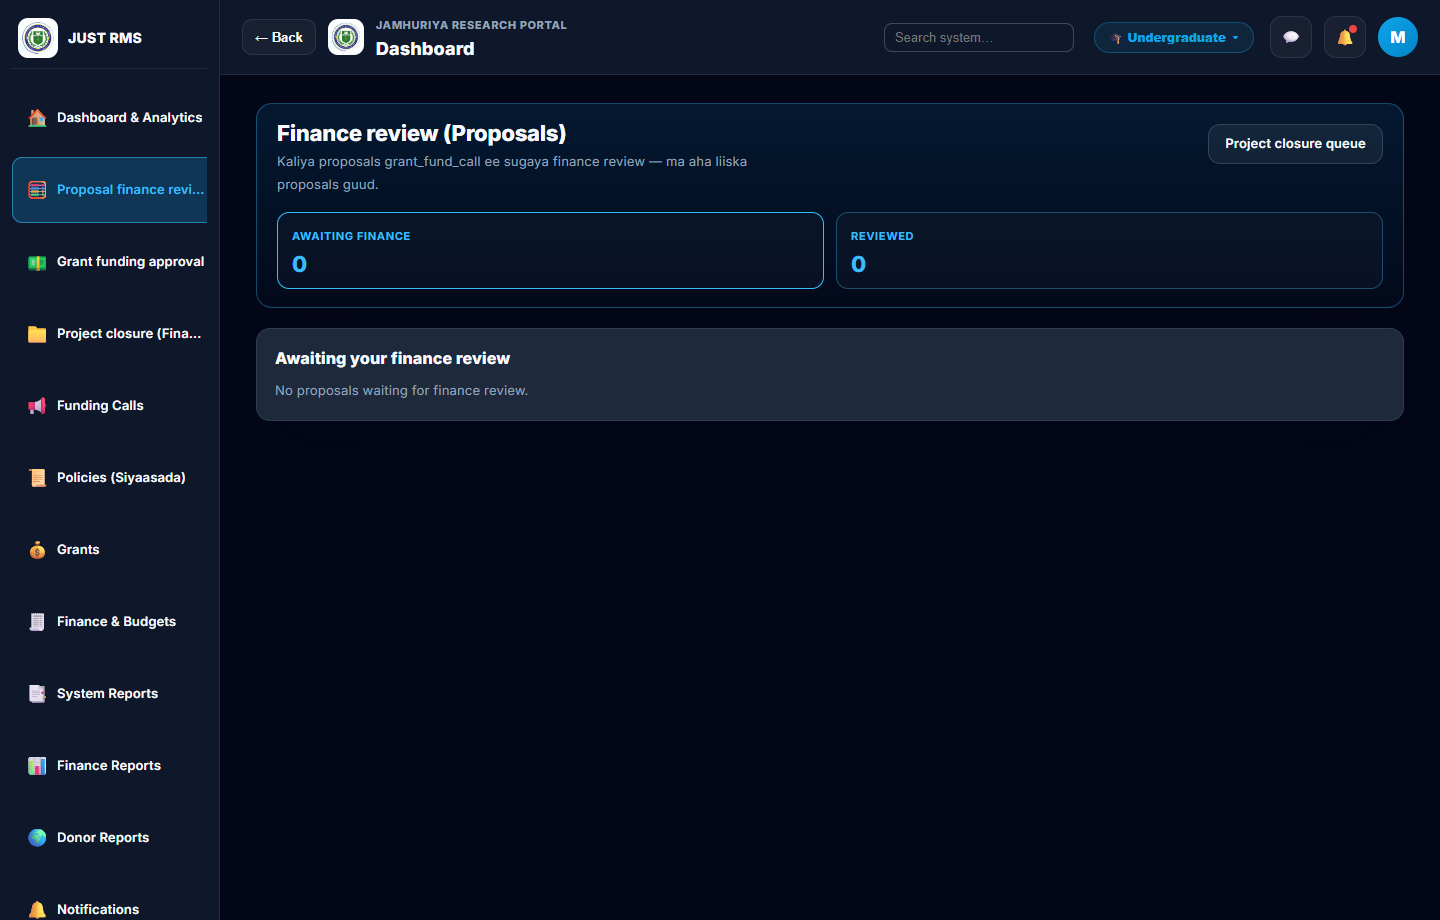 JUST RMS
Dashboard & Analytics
Proposal finance revi...
Grant funding approval
Project closure (Fina...
Funding Calls
Policies (Siyaasada)
Grants
Finance & Budgets
System Reports
Finance Reports
Donor Reports
Notifications
← Back
JAMHURIYA RESEARCH PORTAL
Dashboard
Search system...
Undergraduate
M
Finance review (Proposals)
Kaliya proposals grant_fund_call ee sugaya finance review — ma aha liiska
proposals guud.
Project closure queue
AWAITING FINANCE
0
REVIEWED
0
Awaiting your finance review
No proposals waiting for finance review.